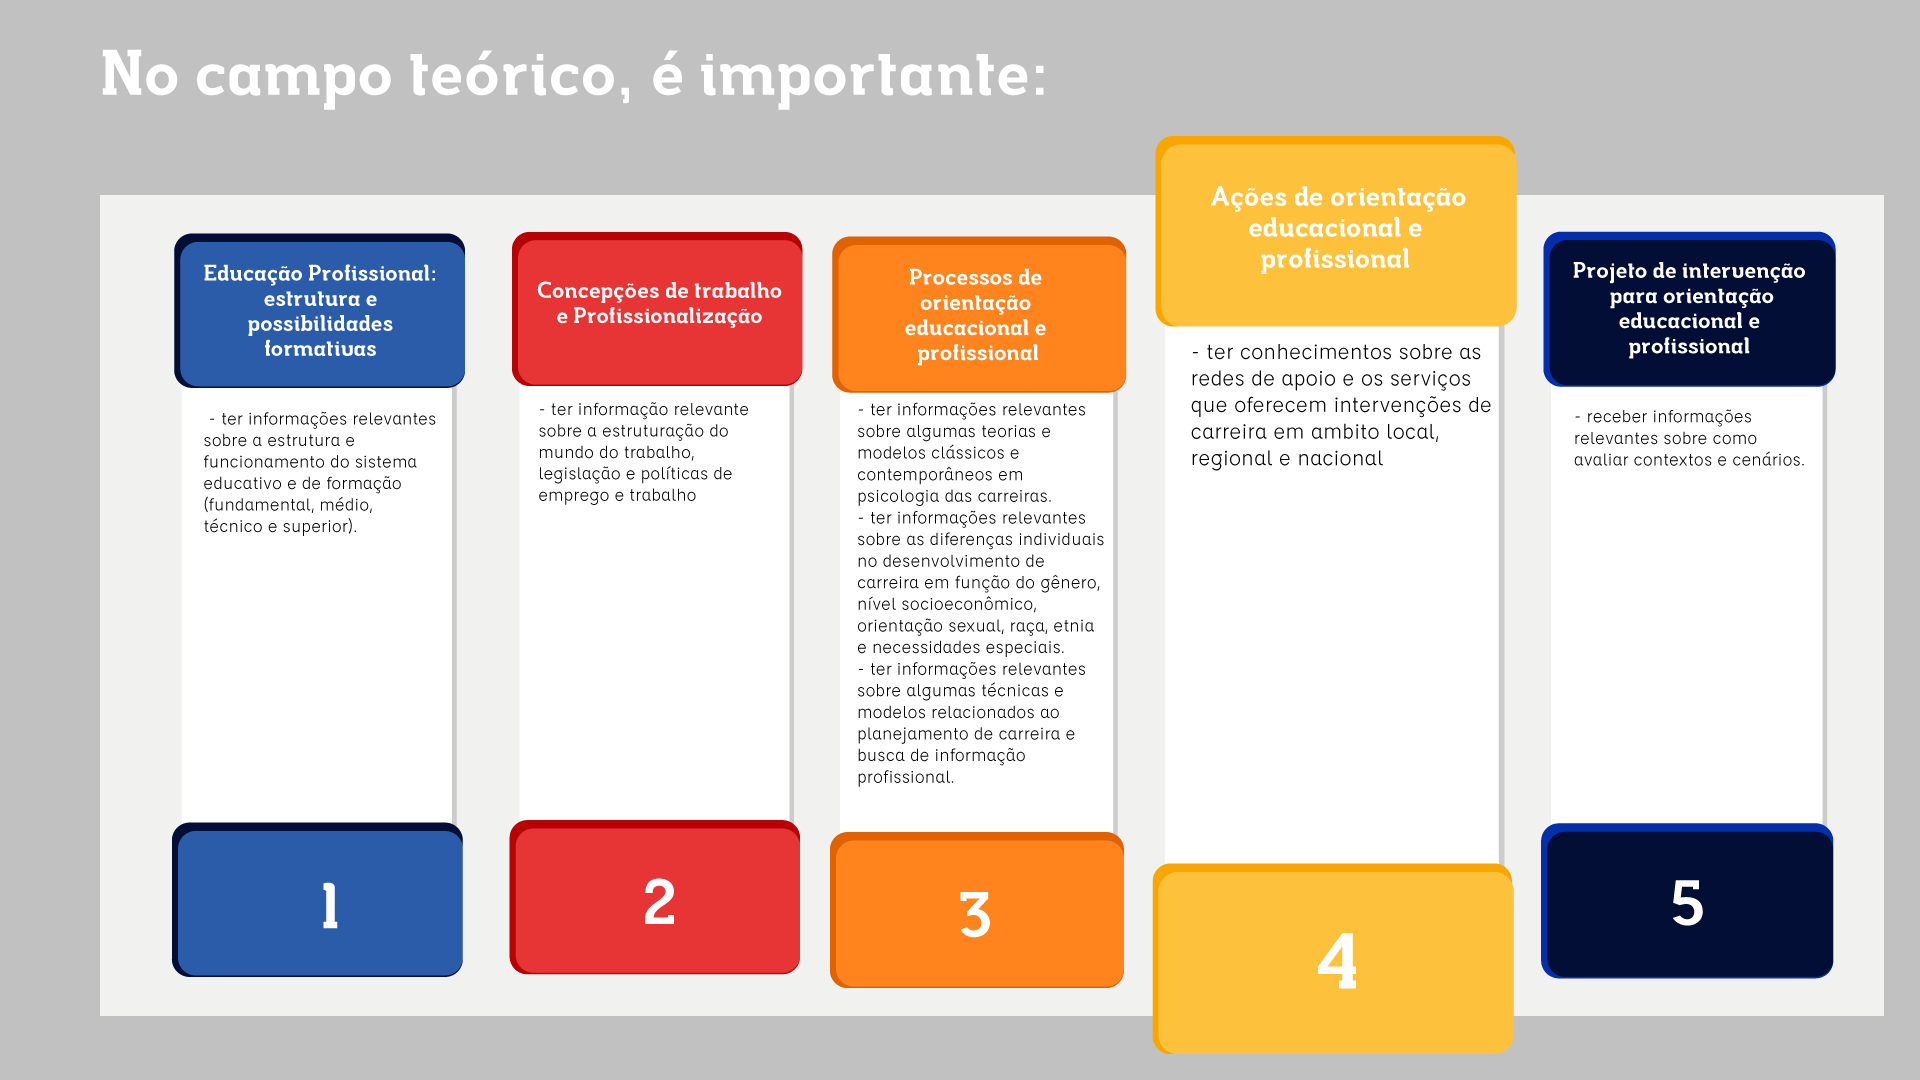 No campo teórico, é importante:
Educação Profissional:
estrutura e
possibilidades
formativas
- ter informações relevantes
sobre a estrutura e
funcionamento do sistema
educativo e de formação
(fundamental, médio,
técnico e superior).
1
Concepções de trabalho
e Profissionalização
- ter informação relevante
sobre a estruturação do
mundo do trabalho,
legislação e políticas de
emprego e trabalho
2
Processos de
orientação
educacional e
profissional
- ter informações relevantes
sobre algumas teorias e
modelos clássicos e
contemporâneos em
psicologia das carreiras.
- ter informações relevantes
sobre as diferenças individuais
no desenvolvimento de
carreira em função do gênero,
nível socioeconômico,
orientação sexual, raça, etnia
e necessidades especiais.
- ter informações relevantes
sobre algumas técnicas e
modelos relacionados ao
planejamento de carreira e
busca de informação
profissional.
3
Ações de orientação
educacional e
profissional
- ter conhecimentos sobre as
redes de apoio e os serviços
que oferecem intervenções de
carreira em ambito local,
regional e nacional
4
Projeto de intervenção
para orientação
educacional e
profissional
- receber informações
relevantes sobre como
avaliar contextos e cenários.
5